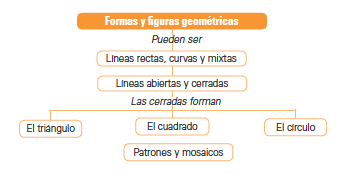 Formas y figuras geométricas
Pueden ser
Líneas rectas, curvas y mixtas
Líneas abiertas y cerradas
Las cerradas forman
El triángulo
El cuadrado
El círculo
Patrones y mosaicos